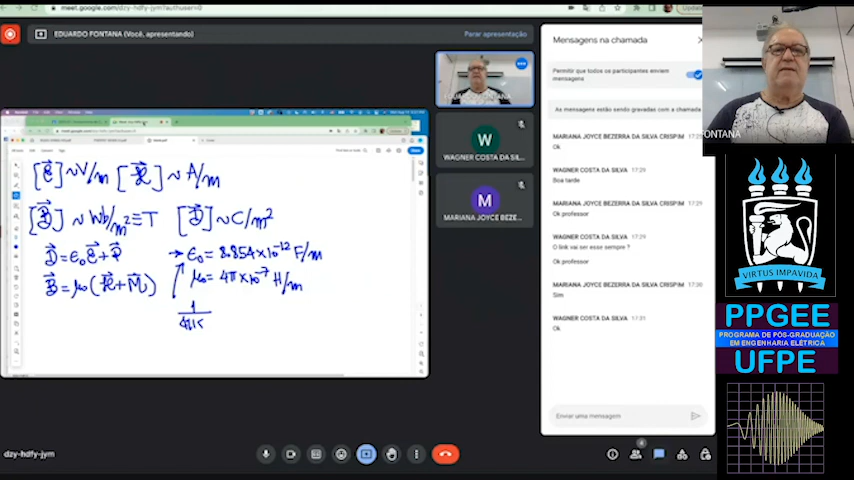 meet.google.com/dzy-hdfy-jym?authuser=0
EDUARDO FONTANA (Você, apresentando)
Parar apresentação
[E] ~ V/m [H] ~ A/m
[B] ~ Wb/m² ≡ T [D] ~ C/m²
D = ε₀E + P → ε₀ = 8.854 × 10⁻¹² F/m
B = μ₀(H + M) μ₀ = 4π × 10⁻⁷ H/m
1
WAGNER COSTA DA SIL...
M
MARIANA JOYCE BEZE...
W
Mensagens na chamada
Permitir que todos os participantes enviem
mensagens
As mensagens estão sendo gravadas com a chamada
MARIANA JOYCE BEZERRA DA SILVA CRISPIM
Ok
WAGNER COSTA DA SILVA 17:29
Boa tarde
MARIANA JOYCE BEZERRA DA SILVA CRISPIM 17:29
Ok professor
WAGNER COSTA DA SILVA 17:29
O link vai ser esse sempre ?
Ok professor
MARIANA JOYCE BEZERRA DA SILVA CRISPIM 17:30
Sim
WAGNER COSTA DA SILVA 17:31
Ok
Enviar uma mensagem
dzy-hdfy-jym
FONTANA
VIRTUS IMPAVIDA
PPGEE
PROGRAMA DE PÓS-GRADUAÇÃO
EM ENGENHARIA ELÉTRICA
UFPE